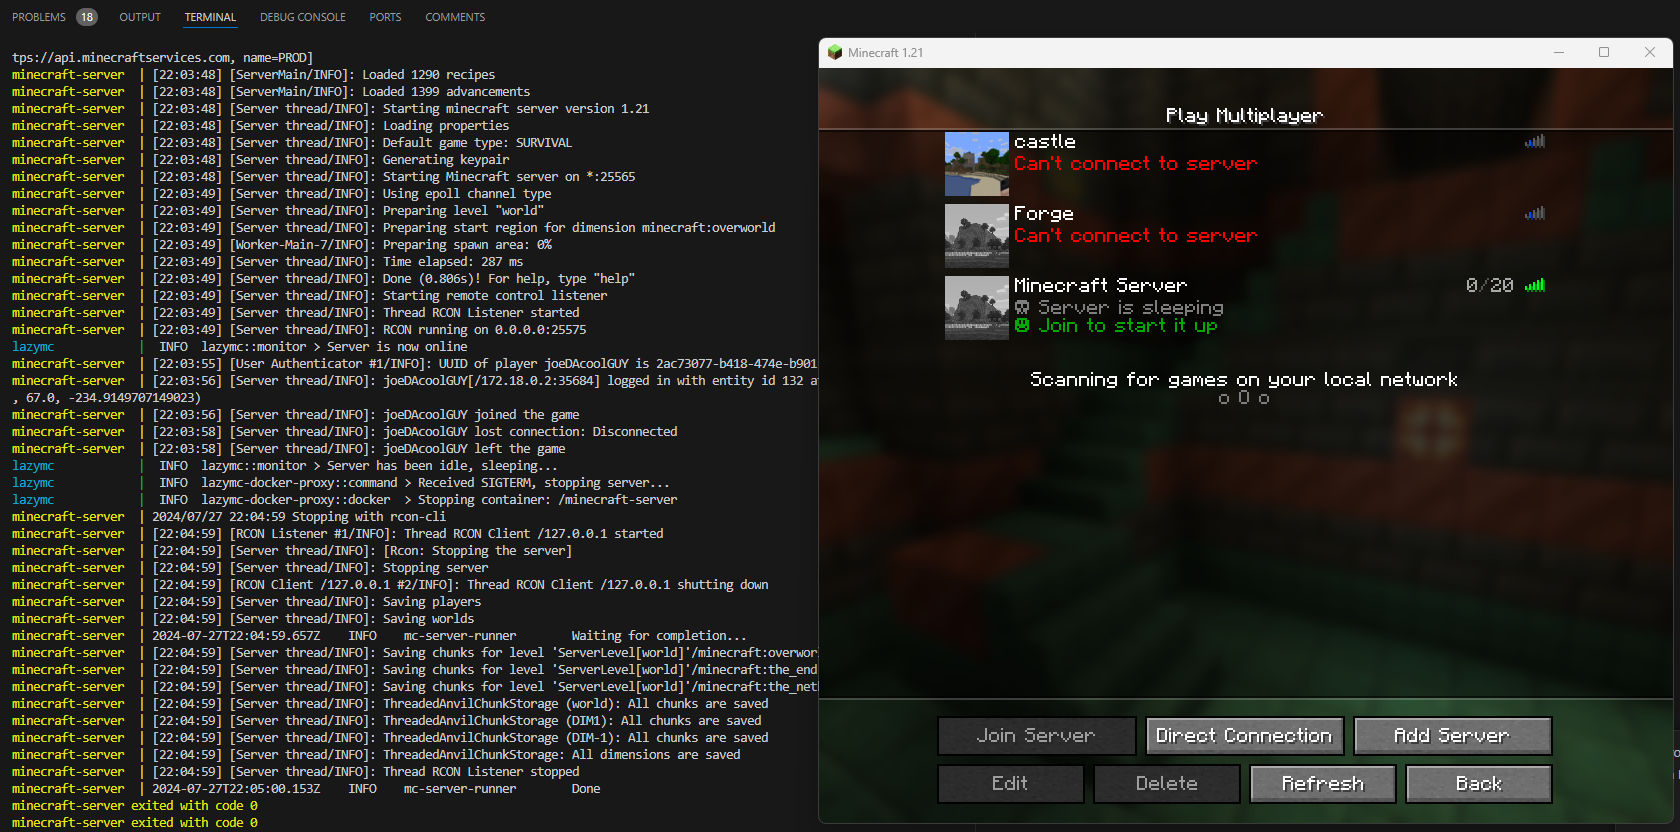 PROBLEMS 18 OUTPUT TERMINAL DEBUG CONSOLE PORTS COMMENTS
tps://api.minecraftservices.com, name=PROD]
minecraft-server | [22:03:48] [ServerMain/INFO]: Loaded 1290 recipes
minecraft-server | [22:03:48] [ServerMain/INFO]: Loaded 1399 advancements
minecraft-server | [22:03:48] [Server thread/INFO]: Starting minecraft server version 1.21
minecraft-server | [22:03:48] [Server thread/INFO]: Loading properties
minecraft-server | [22:03:48] [Server thread/INFO]: Default game type: SURVIVAL
minecraft-server | [22:03:48] [Server thread/INFO]: Generating keypair
minecraft-server | [22:03:48] [Server thread/INFO]: Starting Minecraft server on *:25565
minecraft-server | [22:03:49] [Server thread/INFO]: Using epoll channel type
minecraft-server | [22:03:49] [Server thread/INFO]: Preparing level "world"
minecraft-server | [22:03:49] [Server thread/INFO]: Preparing start region for dimension minecraft:overworld
minecraft-server | [22:03:49] [Worker-Main-7/INFO]: Preparing spawn area: 0%
minecraft-server | [22:03:49] [Server thread/INFO]: Time elapsed: 287 ms
minecraft-server | [22:03:49] [Server thread/INFO]: Done (0.806s)! For help, type "help"
minecraft-server | [22:03:49] [Server thread/INFO]: Starting remote control listener
minecraft-server | [22:03:49] [Server thread/INFO]: Thread RCON Listener started
minecraft-server | [22:03:49] [Server thread/INFO]: RCON running on 0.0.0.0:25575
lazymc | INFO lazymc::monitor > Server is now online
minecraft-server | [22:03:55] [User Authenticator #1/INFO]: UUID of player joeDAcoolGUY is 2ac73077-b418-474e-b901
minecraft-server | [22:03:56] [Server thread/INFO]: joeDAcoolGUY[/172.18.0.2:35684] logged in with entity id 132 a
, 67.0, -234.9149707149023)
minecraft-server | [22:03:56] [Server thread/INFO]: joeDAcoolGUY joined the game
minecraft-server | [22:03:58] [Server thread/INFO]: joeDAcoolGUY lost connection: Disconnected
minecraft-server | [22:03:58] [Server thread/INFO]: joeDAcoolGUY left the game
lazymc | INFO lazymc::monitor > Server has been idle, sleeping...
lazymc | INFO lazymc-docker-proxy::command > Received SIGTERM, stopping server...
lazymc | INFO lazymc-docker-proxy::docker > Stopping container: /minecraft-server
minecraft-server | 2024/07/27 22:04:59 Stopping with rcon-cli
minecraft-server | [22:04:59] [RCON Listener #1/INFO]: Thread RCON Client /127.0.0.1 started
minecraft-server | [22:04:59] [Server thread/INFO]: [Rcon: Stopping the server]
minecraft-server | [22:04:59] [Server thread/INFO]: Stopping server
minecraft-server | [22:04:59] [RCON Client /127.0.0.1 #2/INFO]: Thread RCON Client /127.0.0.1 shutting down
minecraft-server | [22:04:59] [Server thread/INFO]: Saving players
minecraft-server | [22:04:59] [Server thread/INFO]: Saving worlds
minecraft-server | 2024-07-27T22:04:59.657Z INFO mc-server-runner Waiting for completion...
minecraft-server | [22:04:59] [Server thread/INFO]: Saving chunks for level 'ServerLevel[world]'/minecraft:overwor
minecraft-server | [22:04:59] [Server thread/INFO]: Saving chunks for level 'ServerLevel[world]'/minecraft:the_end
minecraft-server | [22:04:59] [Server thread/INFO]: Saving chunks for level 'ServerLevel[world]'/minecraft:the_net
minecraft-server | [22:04:59] [Server thread/INFO]: ThreadedAnvilChunkStorage (world): All chunks are saved
minecraft-server | [22:04:59] [Server thread/INFO]: ThreadedAnvilChunkStorage (DIM1): All chunks are saved
minecraft-server | [22:04:59] [Server thread/INFO]: ThreadedAnvilChunkStorage (DIM-1): All chunks are saved
minecraft-server | [22:04:59] [Server thread/INFO]: ThreadedAnvilChunkStorage: All dimensions are saved
minecraft-server | [22:04:59] [Server thread/INFO]: Thread RCON Listener stopped
minecraft-server | 2024-07-27T22:05:00.153Z INFO mc-server-runner Done
minecraft-server exited with code 0
minecraft-server exited with code 0
Minecraft 1.21
Play Multiplayer
castle
Can't connect to server
Forge
Can't connect to server
Minecraft Server 0/20
Server is sleeping
Join to start it up
Scanning for games on your local network
o O o
Join Server Direct Connection Add Server
Edit Delete Refresh Back